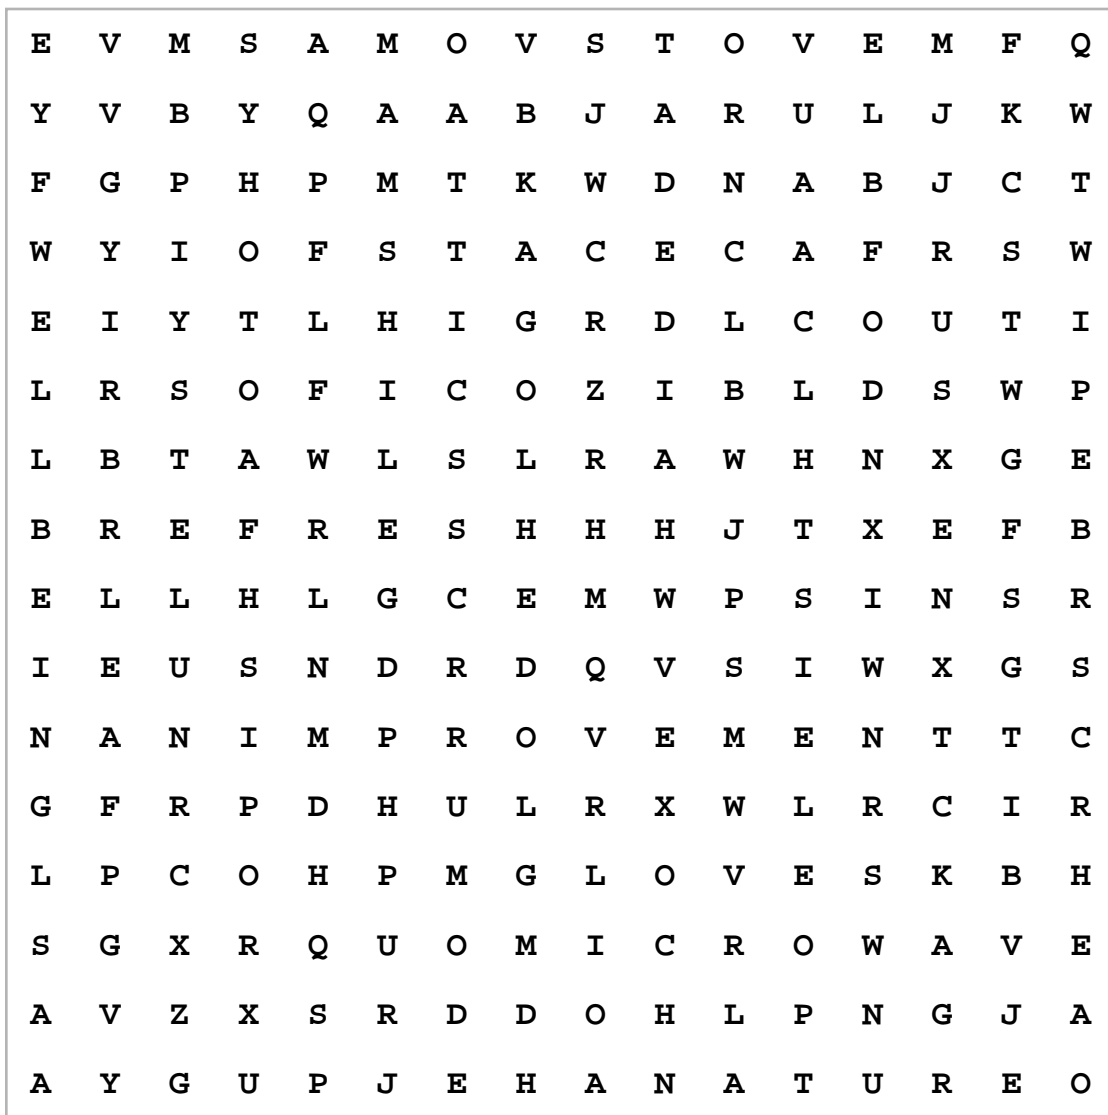 E V M S A M O V S T O V E M F Q
Y V B Y Q A A B J A R U L J K W
F G P H P M T K W D N A B J C T
W Y I O F S T A C E C A F R S W
E I Y T L H I G R D L C O U T I
L R S O F I C O Z I B L D S W P
L B T A W L S L R A W H N X G E
B R E F R E S H H H J T X E F B
E L L H L G C E M W P S I N S R
I E U S N D R D Q V S I W X G S
N A N I M P R O V E M E N T T C
G F R P D H U L R X W L R C I R
L P C O H P M G L O V E S K B H
S G X R Q U O M I C R O W A V E
A V Z X S R D D O H L P N G J A
A Y G U P J E H A N A T U R E O